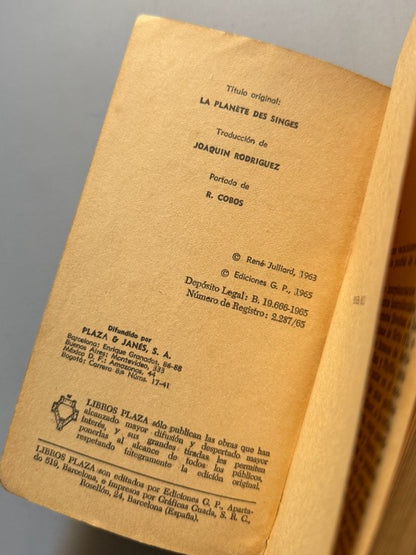 Título original:
LA PLANÈTE DES SINGES
Traducción de
JOAQUIN RODRIGUEZ
Portada de
R. COBOS
© René Julliard, 1963
© Ediciones G. P., 1965
Depósito Legal: B. 19.666-1965
Número de Registro: 2.287/65
Difundido por
PLAZA & JANÉS, S. A.
Barcelona: Enrique Granados, 86-88
Buenos Aires: Montevideo, 333
México D. F.: Amazonas, 44
Bogotá: Carrera 8ª Núms. 17-41
LIBROS PLAZA sólo publican las obras que han
alcanzado mayor difusión y despertado mayor
interés, y sus grandes tiradas les permiten
ponerlas al alcance de todos los públicos,
respetando íntegramente la edición original.
LIBROS PLAZA son editados por Ediciones G. P., Aparta-
do 519, Barcelona, e impresos por Gráficas Guada, S. R. C.,
Rosellón, 24, Barcelona (España).